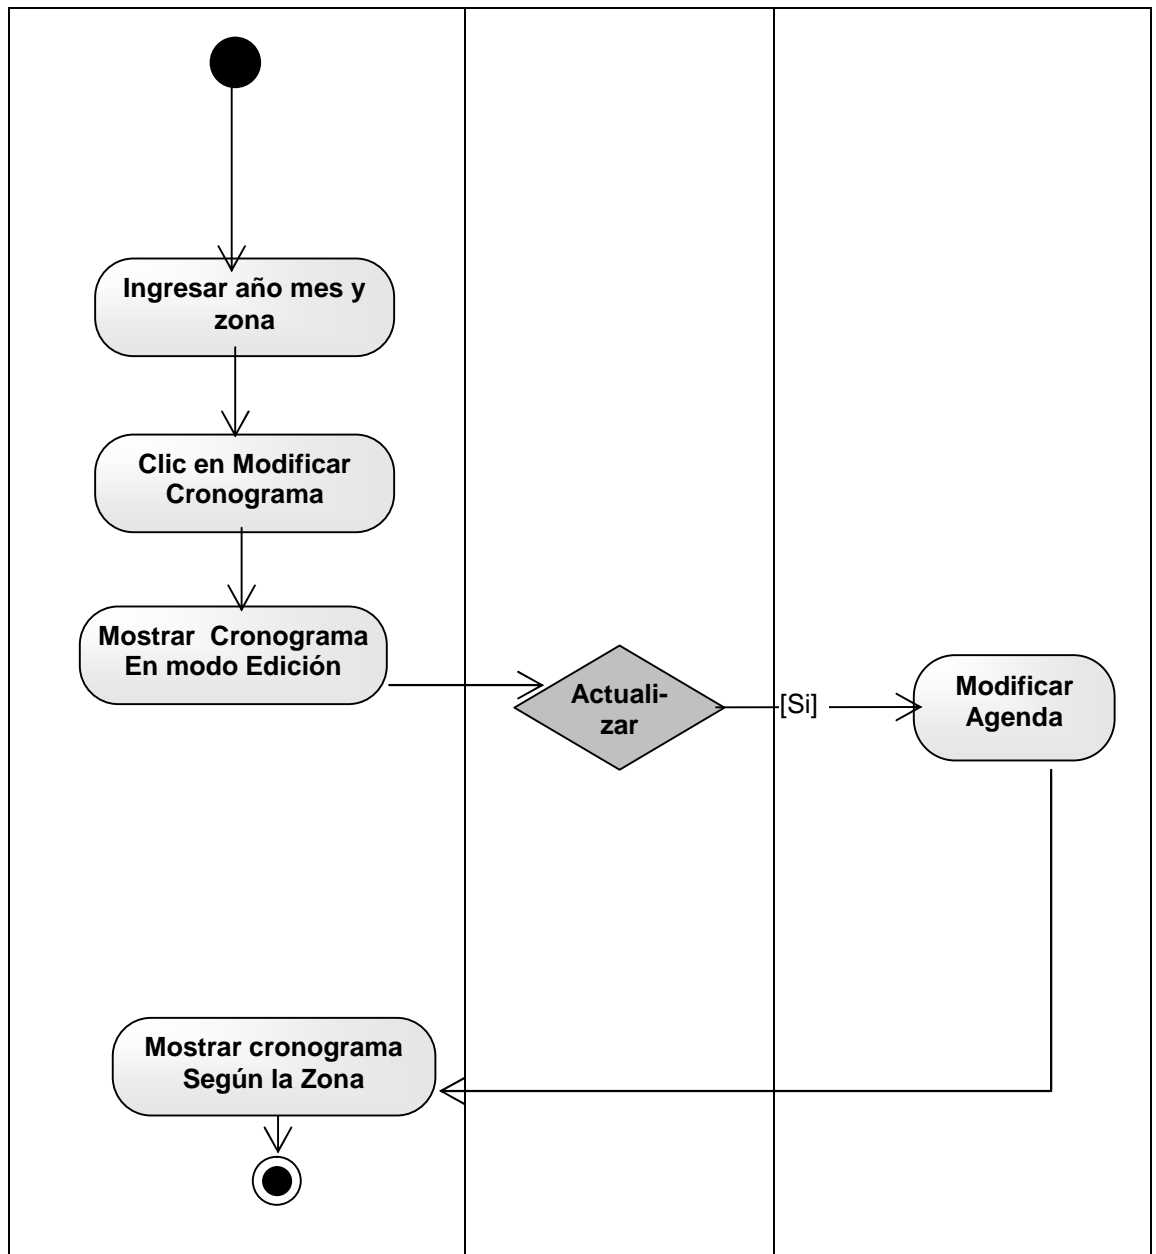 Ingresar año mes y
zona
Clic en Modificar
Cronograma
Mostrar  Cronograma
En modo Edición
Actuali-
zar
[Si]
Modificar
Agenda
Mostrar cronograma
Según la Zona